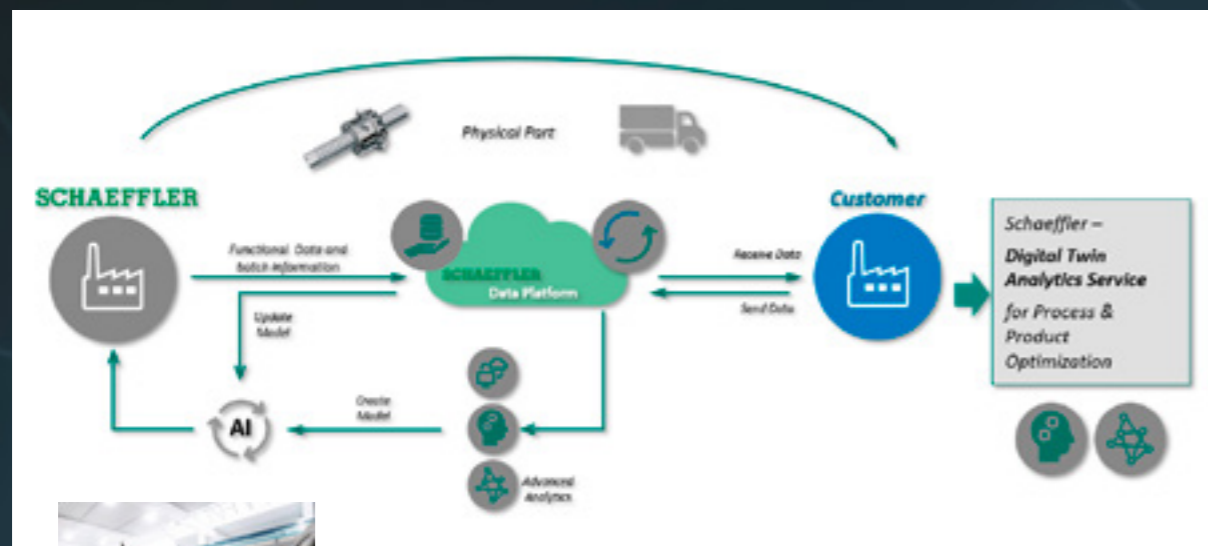 Physical Part
SCHAEFFLER
Customer
Functional Data and
batch information
SCHAEFFLER
Data Platform
Receive Data
Send Data
Update
Model
Create
Model
AI
Advanced
Analytics
Schaeffler –
Digital Twin
Analytics Service
for Process &
Product
Optimization